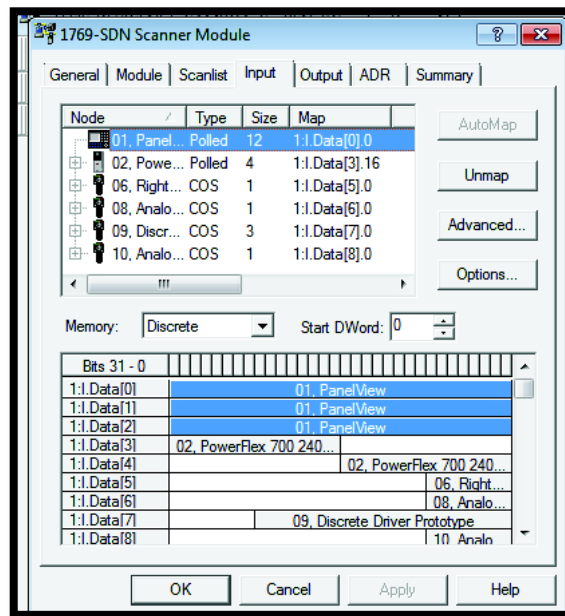 1769-SDN Scanner Module
General Module Scanlist Input Output ADR Summary
Node Type Size Map
01, Panel... Polled 12 1:I.Data[0].0
02, Powe... Polled 4 1:I.Data[3].16
06, Right... COS 1 1:I.Data[5].0
08, Analo... COS 1 1:I.Data[6].0
09, Discr... COS 3 1:I.Data[7].0
10, Analo... COS 1 1:I.Data[8].0
AutoMap
Unmap
Advanced...
Options...
Memory: Discrete Start DWord: 0
Bits 31 - 0
1:I.Data[0] 01, PanelView
1:I.Data[1] 01, PanelView
1:I.Data[2] 01, PanelView
1:I.Data[3] 02, PowerFlex 700 240...
1:I.Data[4] 02, PowerFlex 700 240...
1:I.Data[5] 06, Right...
1:I.Data[6] 08, Analo...
1:I.Data[7] 09, Discrete Driver Prototype
1:I.Data[8] 10, Analo...
OK Cancel Apply Help